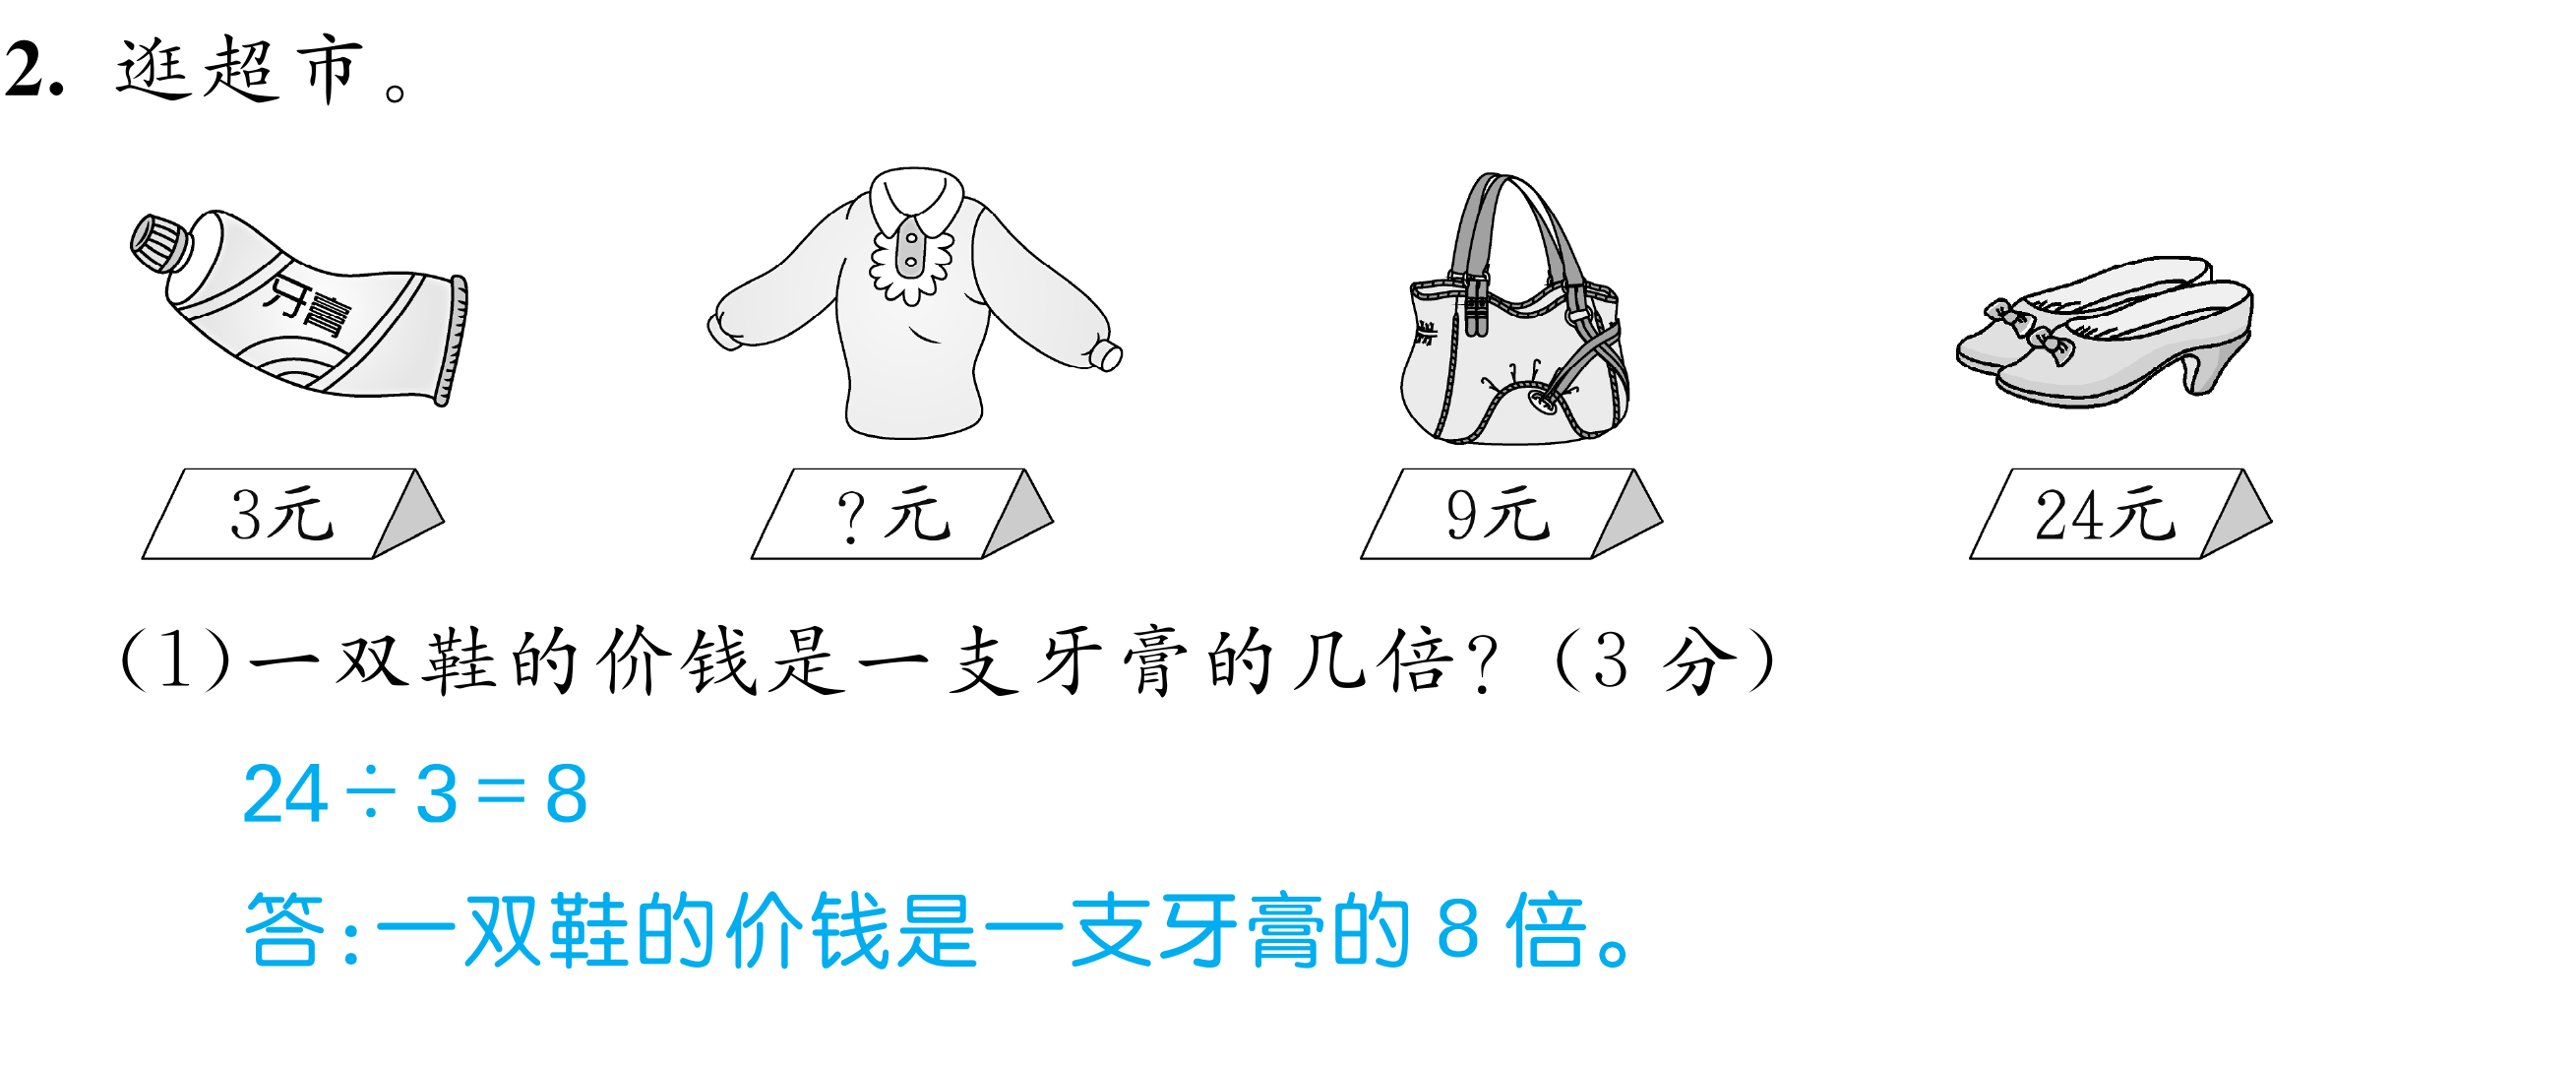 2. 逛超市。
牙膏
3元 ?元 9元 24元
(1)一双鞋的价钱是一支牙膏的几倍?(3 分)
24÷3=8
答:一双鞋的价钱是一支牙膏的 8 倍。